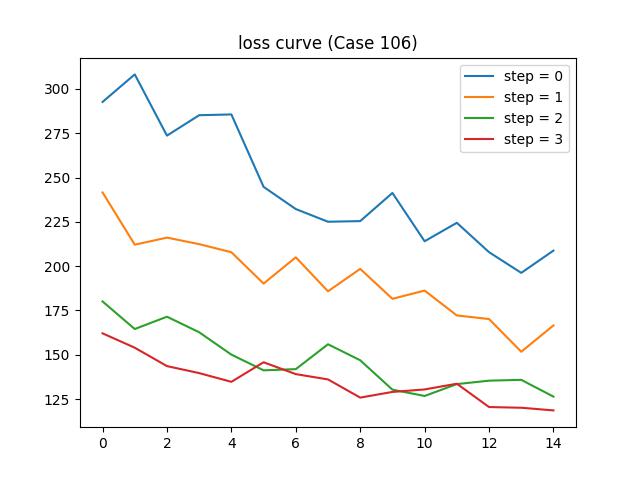 loss curve (Case 106)
step = 0
step = 1
step = 2
step = 3
300
275
250
225
200
175
150
125
0 2 4 6 8 10 12 14